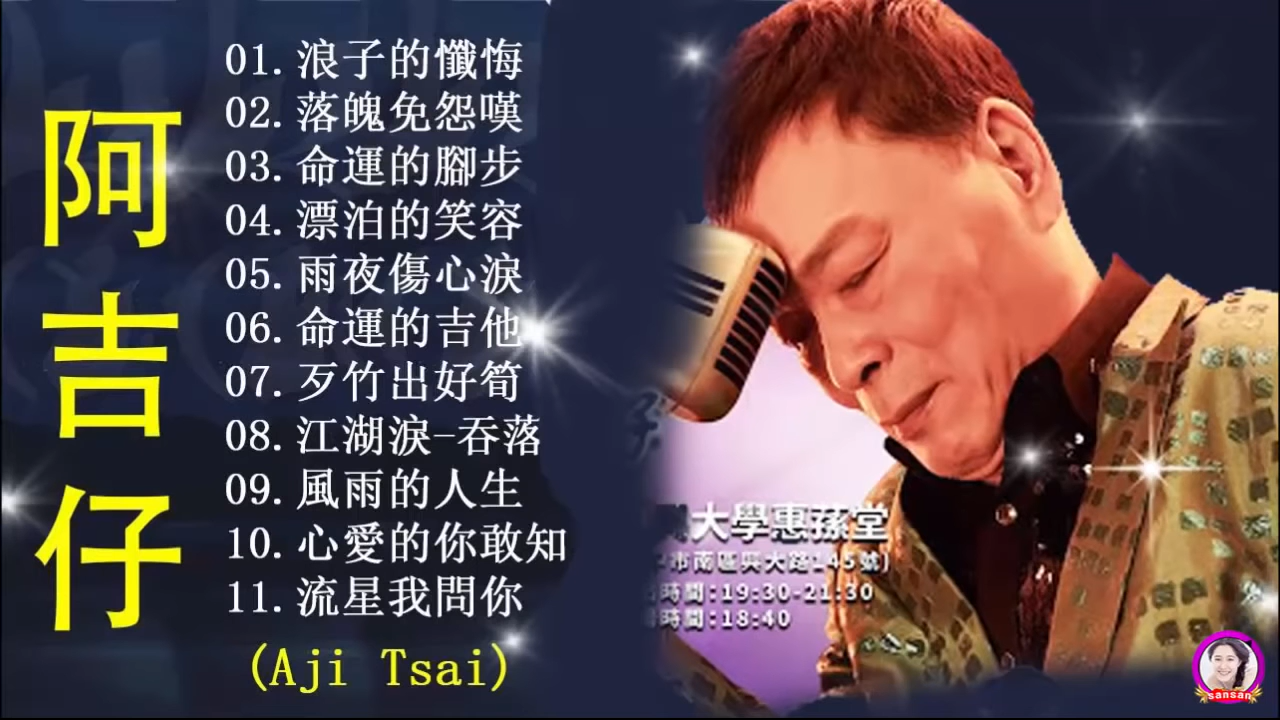 阿吉仔
01.浪子的懺悔
02.落魄免怨嘆
03.命運的腳步
04.漂泊的笑容
05.雨夜傷心淚
06.命運的吉他
07.歹竹出好筍
08.江湖淚-吞落
09.風雨的人生
10.心愛的你敢知
11.流星我問你
(Aji Tsai)
大學惠蓀堂
市南區興大路145號)
時間:19:30-21:30
時間:18:40
sansan